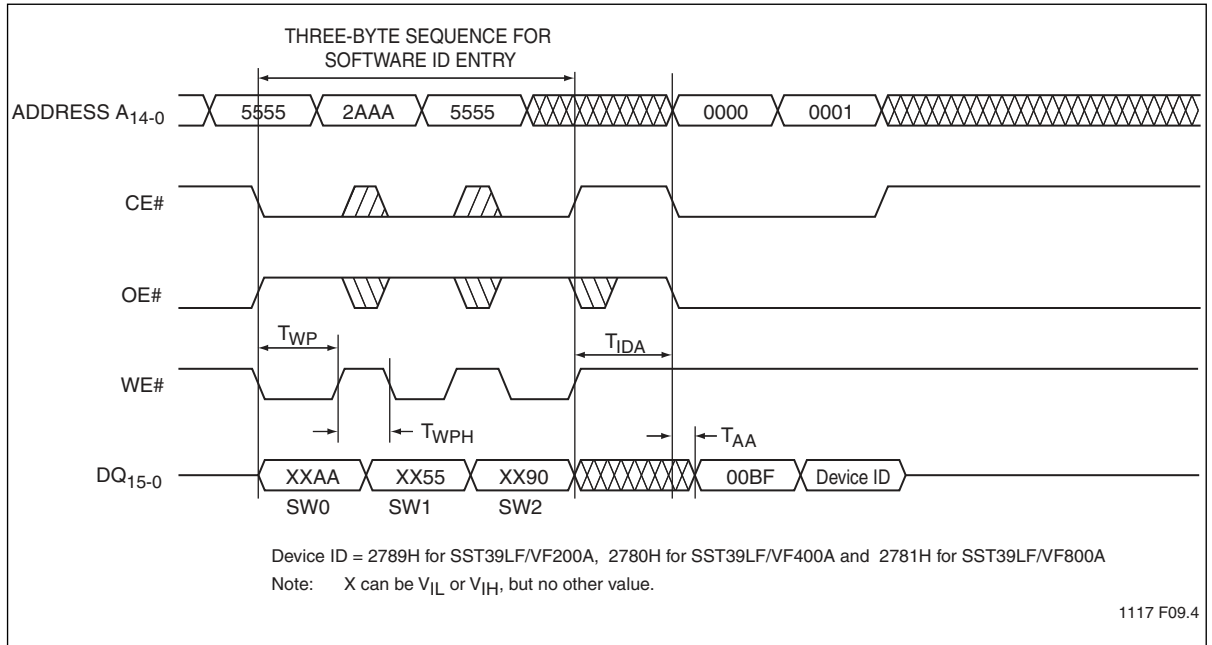 THREE-BYTE SEQUENCE FOR
SOFTWARE ID ENTRY
ADDRESS A14-0 5555 2AAA 5555 0000 0001
CE#
OE#
TWP TIDA
WE#
TWPH TAA
DQ15-0 XXAA XX55 XX90 00BF Device ID
SW0 SW1 SW2
Device ID = 2789H for SST39LF/VF200A, 2780H for SST39LF/VF400A and 2781H for SST39LF/VF800A
Note: X can be VIL or VIH, but no other value.
1117 F09.4